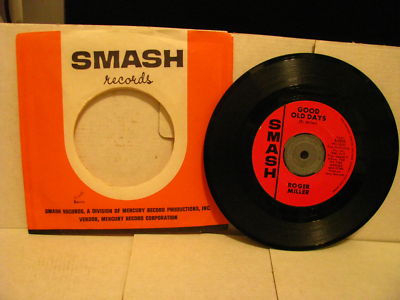 SMASH
records
SMASH RECORDS, A DIVISION OF MERCURY RECORD PRODUCTIONS, INC.
VENDOR, MERCURY RECORD CORPORATION
GOOD
OLD DAYS
SMASH
ROGER
MILLER